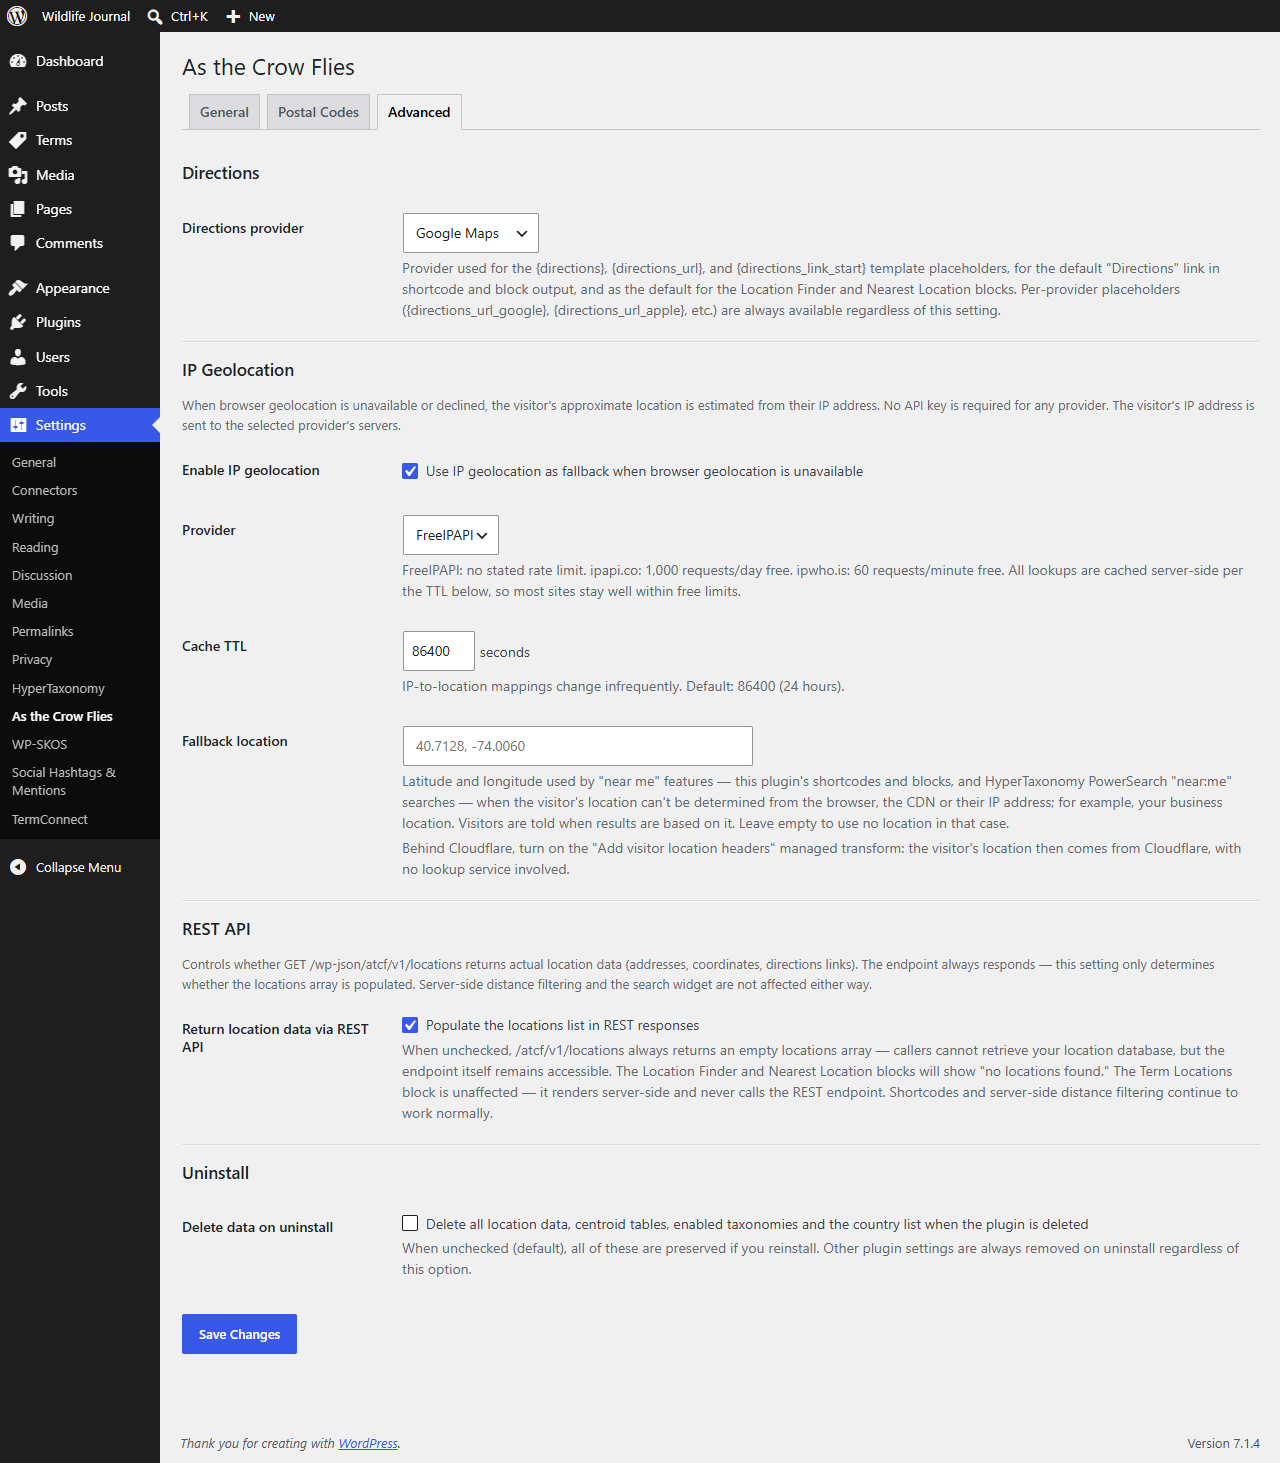 Wildlife Journal
Ctrl+K
New
Dashboard
Posts
Terms
Media
Pages
Comments
Appearance
Plugins
Users
Tools
Settings
General
Connectors
Writing
Reading
Discussion
Media
Permalinks
Privacy
HyperTaxonomy
As the Crow Flies
WP-SKOS
Social Hashtags &
Mentions
TermConnect
Collapse Menu
As the Crow Flies
General
Postal Codes
Advanced
Directions
Directions provider
Google Maps
Provider used for the {directions}, {directions_url}, and {directions_link_start} template placeholders, for the default "Directions" link in
shortcode and block output, and as the default for the Location Finder and Nearest Location blocks. Per-provider placeholders
({directions_url_google}, {directions_url_apple}, etc.) are always available regardless of this setting.
IP Geolocation
When browser geolocation is unavailable or declined, the visitor's approximate location is estimated from their IP address. No API key is required for any provider. The visitor's IP address is
sent to the selected provider's servers.
Enable IP geolocation
Use IP geolocation as fallback when browser geolocation is unavailable
Provider
FreeIPAPI
FreeIPAPI: no stated rate limit. ipapi.co: 1,000 requests/day free. ipwho.is: 60 requests/minute free. All lookups are cached server-side per
the TTL below, so most sites stay well within free limits.
Cache TTL
86400
seconds
IP-to-location mappings change infrequently. Default: 86400 (24 hours).
Fallback location
40.7128, -74.0060
Latitude and longitude used by "near me" features — this plugin's shortcodes and blocks, and HyperTaxonomy PowerSearch "near:me"
searches — when the visitor's location can't be determined from the browser, the CDN or their IP address; for example, your business
location. Visitors are told when results are based on it. Leave empty to use no location in that case.
Behind Cloudflare, turn on the "Add visitor location headers" managed transform: the visitor's location then comes from Cloudflare, with
no lookup service involved.
REST API
Controls whether GET /wp-json/atcf/v1/locations returns actual location data (addresses, coordinates, directions links). The endpoint always responds — this setting only determines
whether the locations array is populated. Server-side distance filtering and the search widget are not affected either way.
Return location data via REST
API
Populate the locations list in REST responses
When unchecked, /atcf/v1/locations always returns an empty locations array — callers cannot retrieve your location database, but the
endpoint itself remains accessible. The Location Finder and Nearest Location blocks will show "no locations found." The Term Locations
block is unaffected — it renders server-side and never calls the REST endpoint. Shortcodes and server-side distance filtering continue to
work normally.
Uninstall
Delete data on uninstall
Delete all location data, centroid tables, enabled taxonomies and the country list when the plugin is deleted
When unchecked (default), all of these are preserved if you reinstall. Other plugin settings are always removed on uninstall regardless of
this option.
Save Changes
Thank you for creating with WordPress.
Version 7.1.4